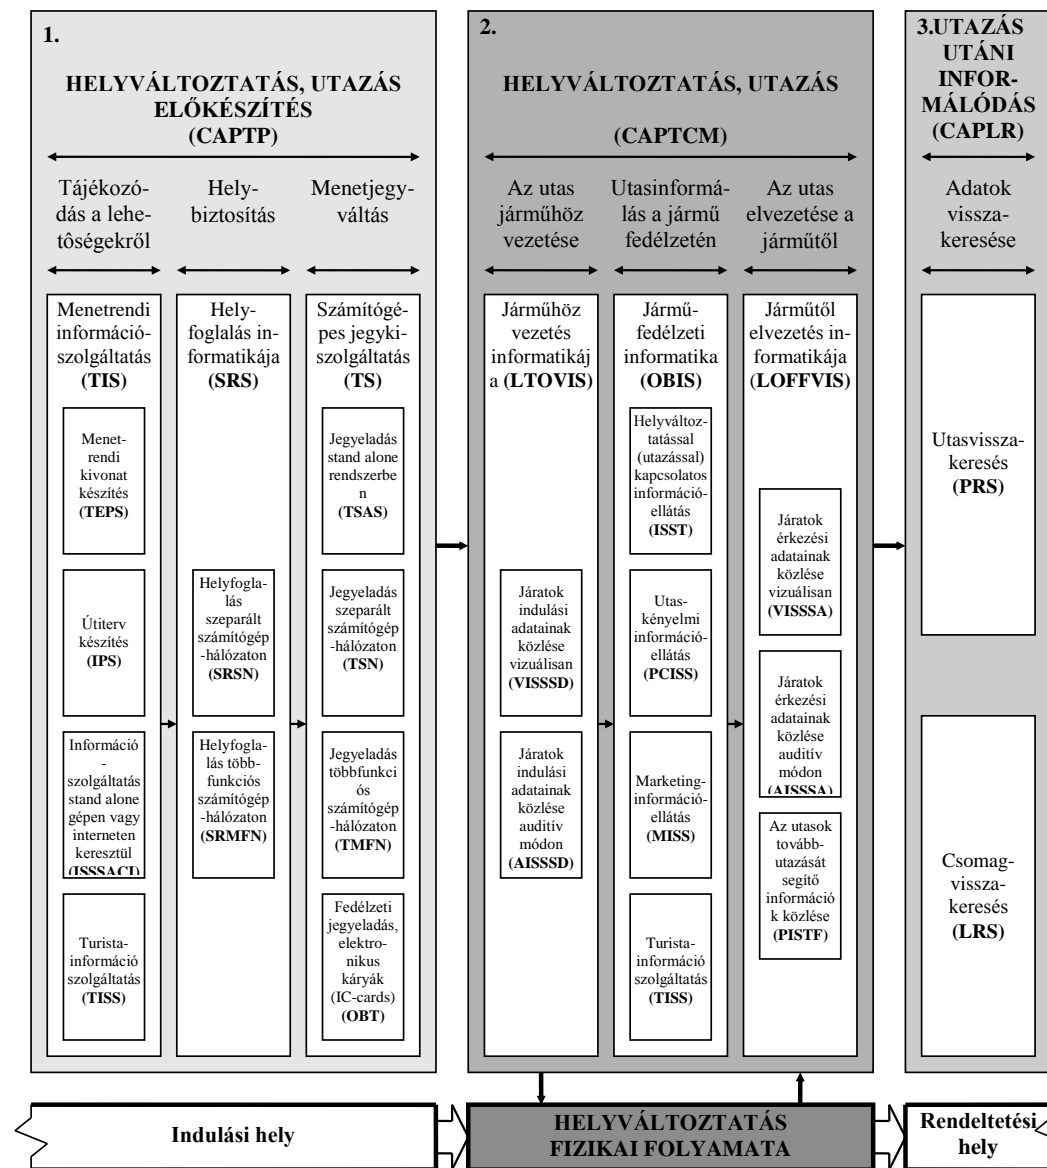 1.
HELYVÁLTOZTATÁS, UTAZÁS
ELŐKÉSZÍTÉS
(CAPTP)
Tájékozó-
dás a lehe-
tôségekről
Hely-
biztosítás
Menetjegy-
váltás
Menetrendi
információ-
szolgáltatás
(TIS)
Menet-
rendi
kivonat
készítés
(TEPS)
Útiterv
készítés
(IPS)
Információ
-
szolgáltatás
stand alone
gépen vagy
interneten
keresztül
(ISSSACI)
Turista-
információ
szolgáltatás
(TISS)
Hely-
foglalás in-
formatikája
(SRS)
Helyfogla-
lás
szeparált
számítógép
-hálózaton
(SRSN)
Helyfogla-
lás több-
funkciós
számítógép
-hálózaton
(SRMFN)
Számítógé-
pes jegyki-
szolgáltatás
(TS)
Jegyeladás
stand alone
rendszerbe
n
(TSAS)
Jegyeladás
szeparált
számítógép
-hálózaton
(TSN)
Jegyeladás
többfunkci
ós
számítógép
-hálózaton
(TMFN)
Fedélzeti
jegyeladás,
elektro-
nikus
káryák
(IC-cards)
(OBT)
2.
HELYVÁLTOZTATÁS, UTAZÁS
(CAPTCM)
Az utas
járműhöz
vezetése
Utasinformá-
lás a jármű
fedélzetén
Az utas
elvezetése a
járműtől
Járműhöz
vezetés
informatikáj
a (LTOVIS)
Járatok
indulási
adatainak
közlése
vizuálisan
(VISSSD)
Járatok
indulási
adatainak
közlése
auditív
módon
(AISSSD)
Jármű-
fedélzeti
informatika
(OBIS)
Helyváltoz-
tatással
(utazással)
kapcsolatos
információ-
ellátás
(ISST)
Utas-
kényelmi
információ-
ellátás
(PCISS)
Marketing-
információ-
ellátás
(MISS)
Turista-
információ
szolgáltatás
(TISS)
Járműtől
elvezetés in-
formatikája
(LOFFVIS)
Járatok
érkezési
adatainak
közlése
vizuálisan
(VISSSA)
Járatok
érkezési
adatainak
közlése
auditív
módon
(AISSSA)
Az utasok
tovább-
utazását
segítő
információ
k közlése
(PISTF)
3.UTAZÁS
UTÁNI
INFOR-
MÁLÓDÁS
(CAPLR)
Adatok
vissza-
keresése
Utasvissza-
keresés
(PRS)
Csomag-
vissza-
keresés
(LRS)
Indulási hely
HELYVÁLTOZTATÁS
FIZIKAI FOLYAMATA
Rendeltetési
hely